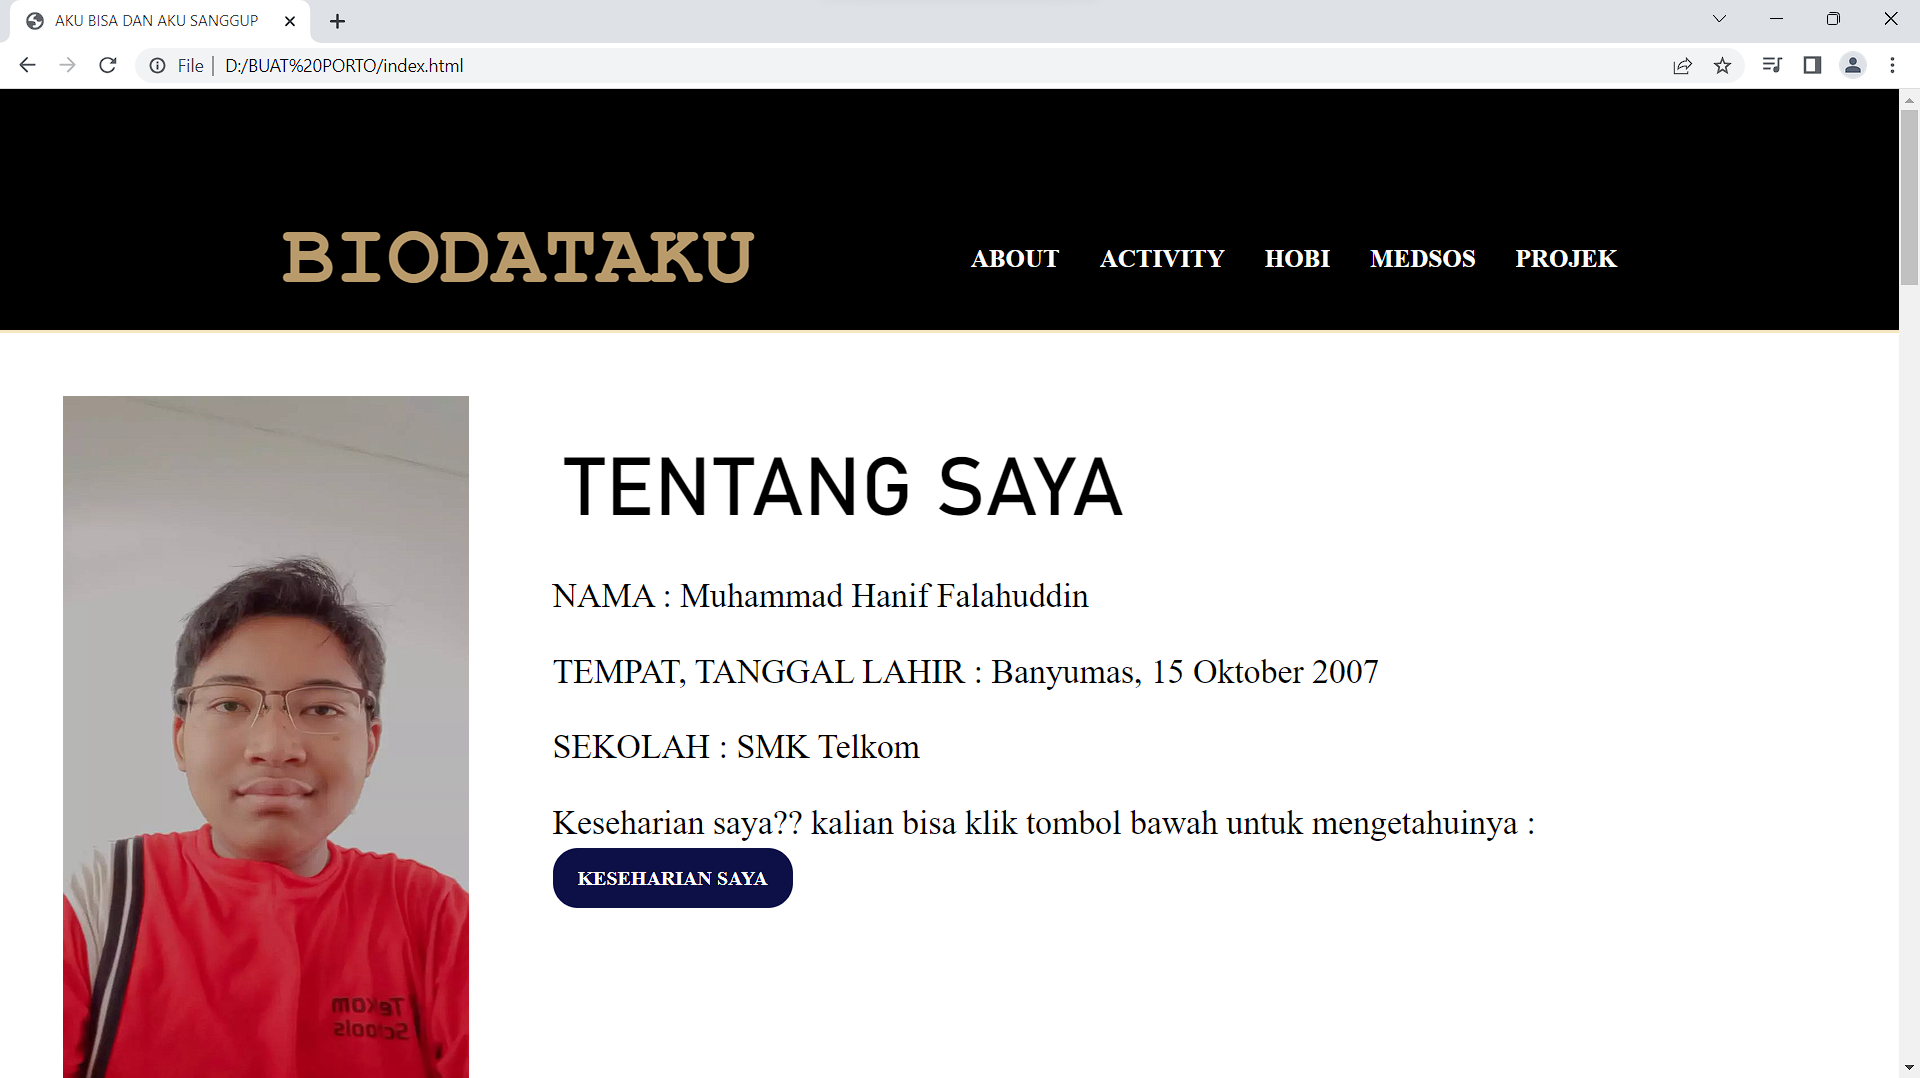 AKU BISA DAN AKU SANGGUP
File | D:/BUAT%20PORTO/index.html
BIODATAKU
ABOUT ACTIVITY HOBI MEDSOS PROJEK
TENTANG SAYA
NAMA : Muhammad Hanif Falahuddin
TEMPAT, TANGGAL LAHIR : Banyumas, 15 Oktober 2007
SEKOLAH : SMK Telkom
Keseharian saya?? kalian bisa klik tombol bawah untuk mengetahuinya :
KESEHARIAN SAYA
Telkom
Schools